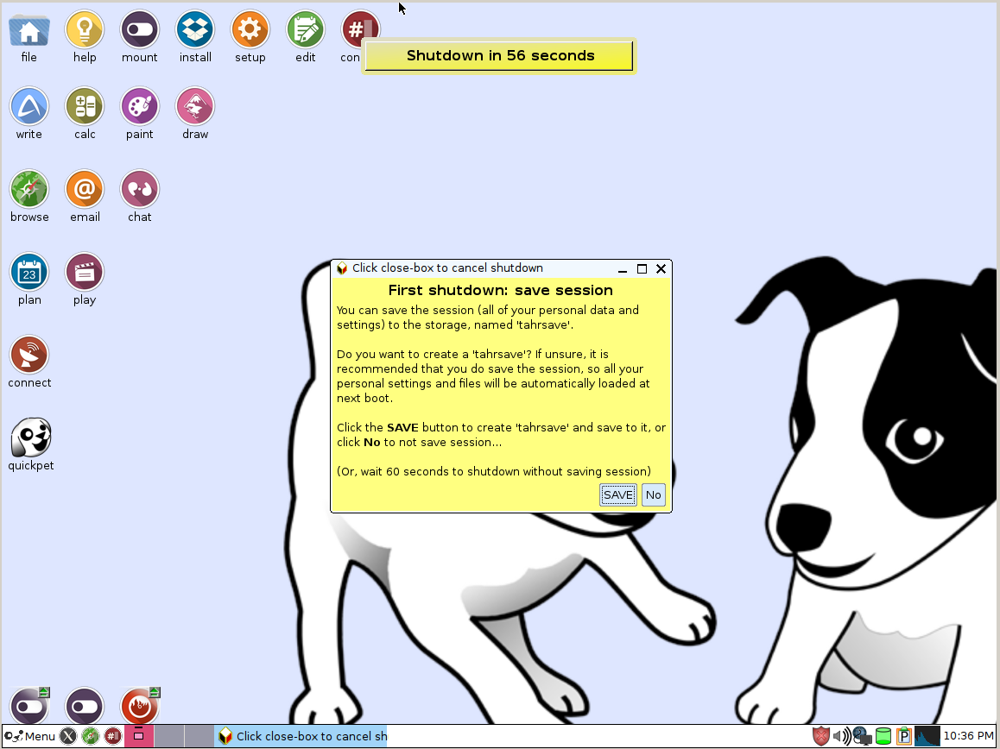 file
help
mount
install
setup
edit
con
#
Shutdown in 56 seconds
write
calc
paint
draw
browse
@
email
chat
23
plan
play
connect
quickpet
Click close-box to cancel shutdown
First shutdown: save session
You can save the session (all of your personal data and
settings) to the storage, named 'tahrsave'.
Do you want to create a 'tahrsave'? If unsure, it is
recommended that you do save the session, so all your
personal settings and files will be automatically loaded at
next boot.
Click the SAVE button to create 'tahrsave' and save to it, or
click No to not save session...
(Or, wait 60 seconds to shutdown without saving session)
SAVE
No
Menu
X
#
Click close-box to cancel sh
P
10:36 PM